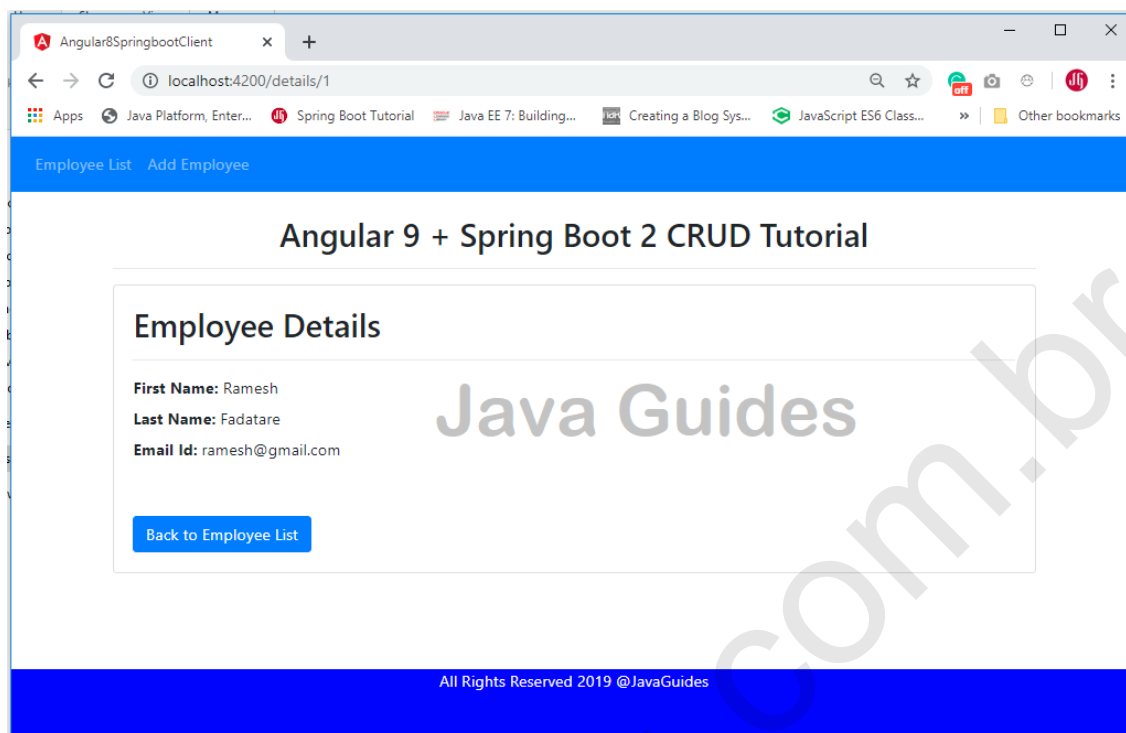 Angular8SpringbootClient
localhost:4200/details/1
off
Apps Java Platform, Enter... Spring Boot Tutorial Java EE 7: Building... Creating a Blog Sys... JavaScript ES6 Class... » Other bookmarks
Employee List Add Employee
Angular 9 + Spring Boot 2 CRUD Tutorial
Employee Details
First Name: Ramesh
Last Name: Fadatare
Email Id: ramesh@gmail.com
Java Guides
Back to Employee List
All Rights Reserved 2019 @JavaGuides
com.br